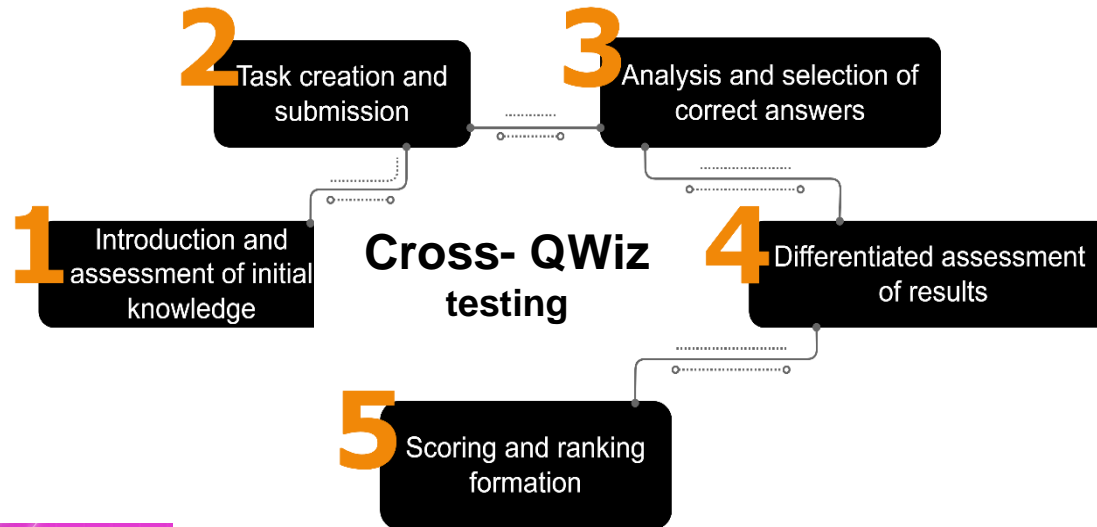 1
Introduction and
assessment of initial
knowledge
2
Task creation and
submission
3
Analysis and selection of
correct answers
4
Differentiated assessment
of results
5
Scoring and ranking
formation
Cross- QWiz
testing